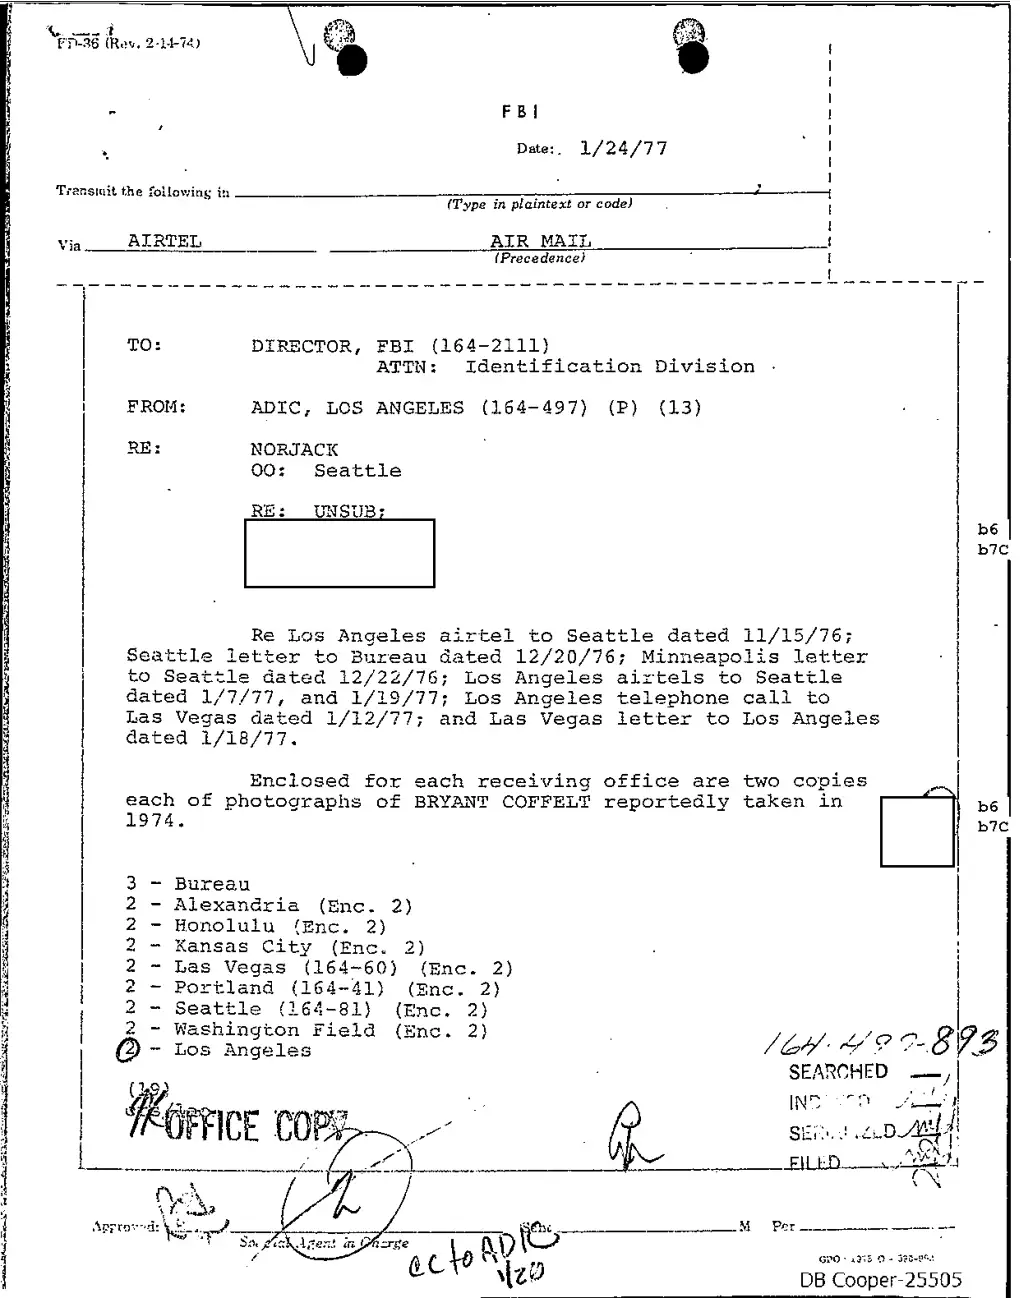 FD-36 (Rev. 2-14-74)
FBI
Date: 1/24/77
Transmit the following in
(Type in plaintext or code)
Via AIRTEL AIR MAIL
(Precedence)
TO: DIRECTOR, FBI (164-2111)
ATTN: Identification Division
FROM: ADIC, LOS ANGELES (164-497) (P) (13)
RE: NORJACK
OO: Seattle
RE: UNSUB;
b6
b7C
Re Los Angeles airtel to Seattle dated 11/15/76;
Seattle letter to Bureau dated 12/20/76; Minneapolis letter
to Seattle dated 12/22/76; Los Angeles airtels to Seattle
dated 1/7/77, and 1/19/77; Los Angeles telephone call to
Las Vegas dated 1/12/77; and Las Vegas letter to Los Angeles
dated 1/18/77.
Enclosed for each receiving office are two copies
each of photographs of BRYANT COFFELT reportedly taken in
1974.
b6
b7C
3 - Bureau
2 - Alexandria (Enc. 2)
2 - Honolulu (Enc. 2)
2 - Kansas City (Enc. 2)
2 - Las Vegas (164-60) (Enc. 2)
2 - Portland (164-41) (Enc. 2)
2 - Seattle (164-81) (Enc. 2)
2 - Washington Field (Enc. 2)
2 - Los Angeles
(19)
OFFICE COPY
164-497-893
SEARCHED
INDEXED
SERIALIZED
FILED
2
Approved: Sent M Per
Special Agent in Charge
cc to ADIC
1/20
DB Cooper-25505